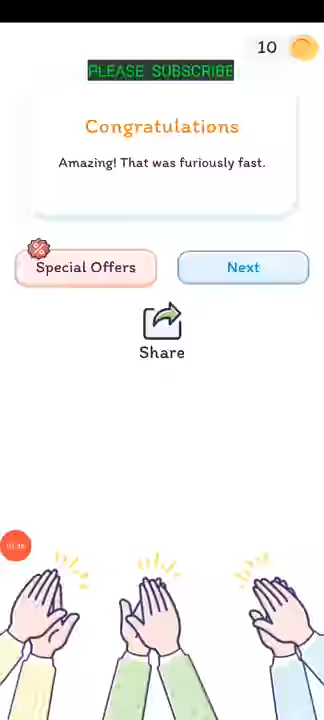 10
PLEASE SUBSCRIBE
Congratulations
Amazing! That was furiously fast.
%
Special Offers
Next
Share